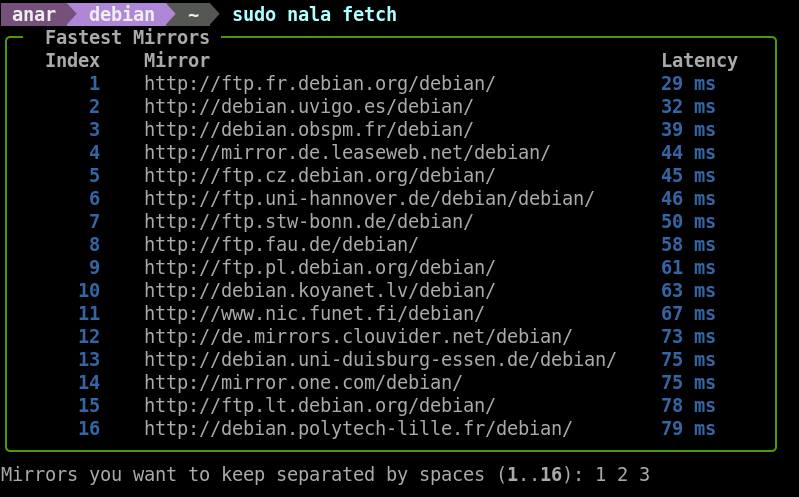 anar debian ~ sudo nala fetch
Fastest Mirrors
Index Mirror Latency
1 http://ftp.fr.debian.org/debian/ 29 ms
2 http://debian.uvigo.es/debian/ 32 ms
3 http://debian.obspm.fr/debian/ 39 ms
4 http://mirror.de.leaseweb.net/debian/ 44 ms
5 http://ftp.cz.debian.org/debian/ 45 ms
6 http://ftp.uni-hannover.de/debian/debian/ 46 ms
7 http://ftp.stw-bonn.de/debian/ 50 ms
8 http://ftp.fau.de/debian/ 58 ms
9 http://ftp.pl.debian.org/debian/ 61 ms
10 http://debian.koyanet.lv/debian/ 63 ms
11 http://www.nic.funet.fi/debian/ 67 ms
12 http://de.mirrors.clouvider.net/debian/ 73 ms
13 http://debian.uni-duisburg-essen.de/debian/ 75 ms
14 http://mirror.one.com/debian/ 75 ms
15 http://ftp.lt.debian.org/debian/ 78 ms
16 http://debian.polytech-lille.fr/debian/ 79 ms
Mirrors you want to keep separated by spaces (1..16): 1 2 3